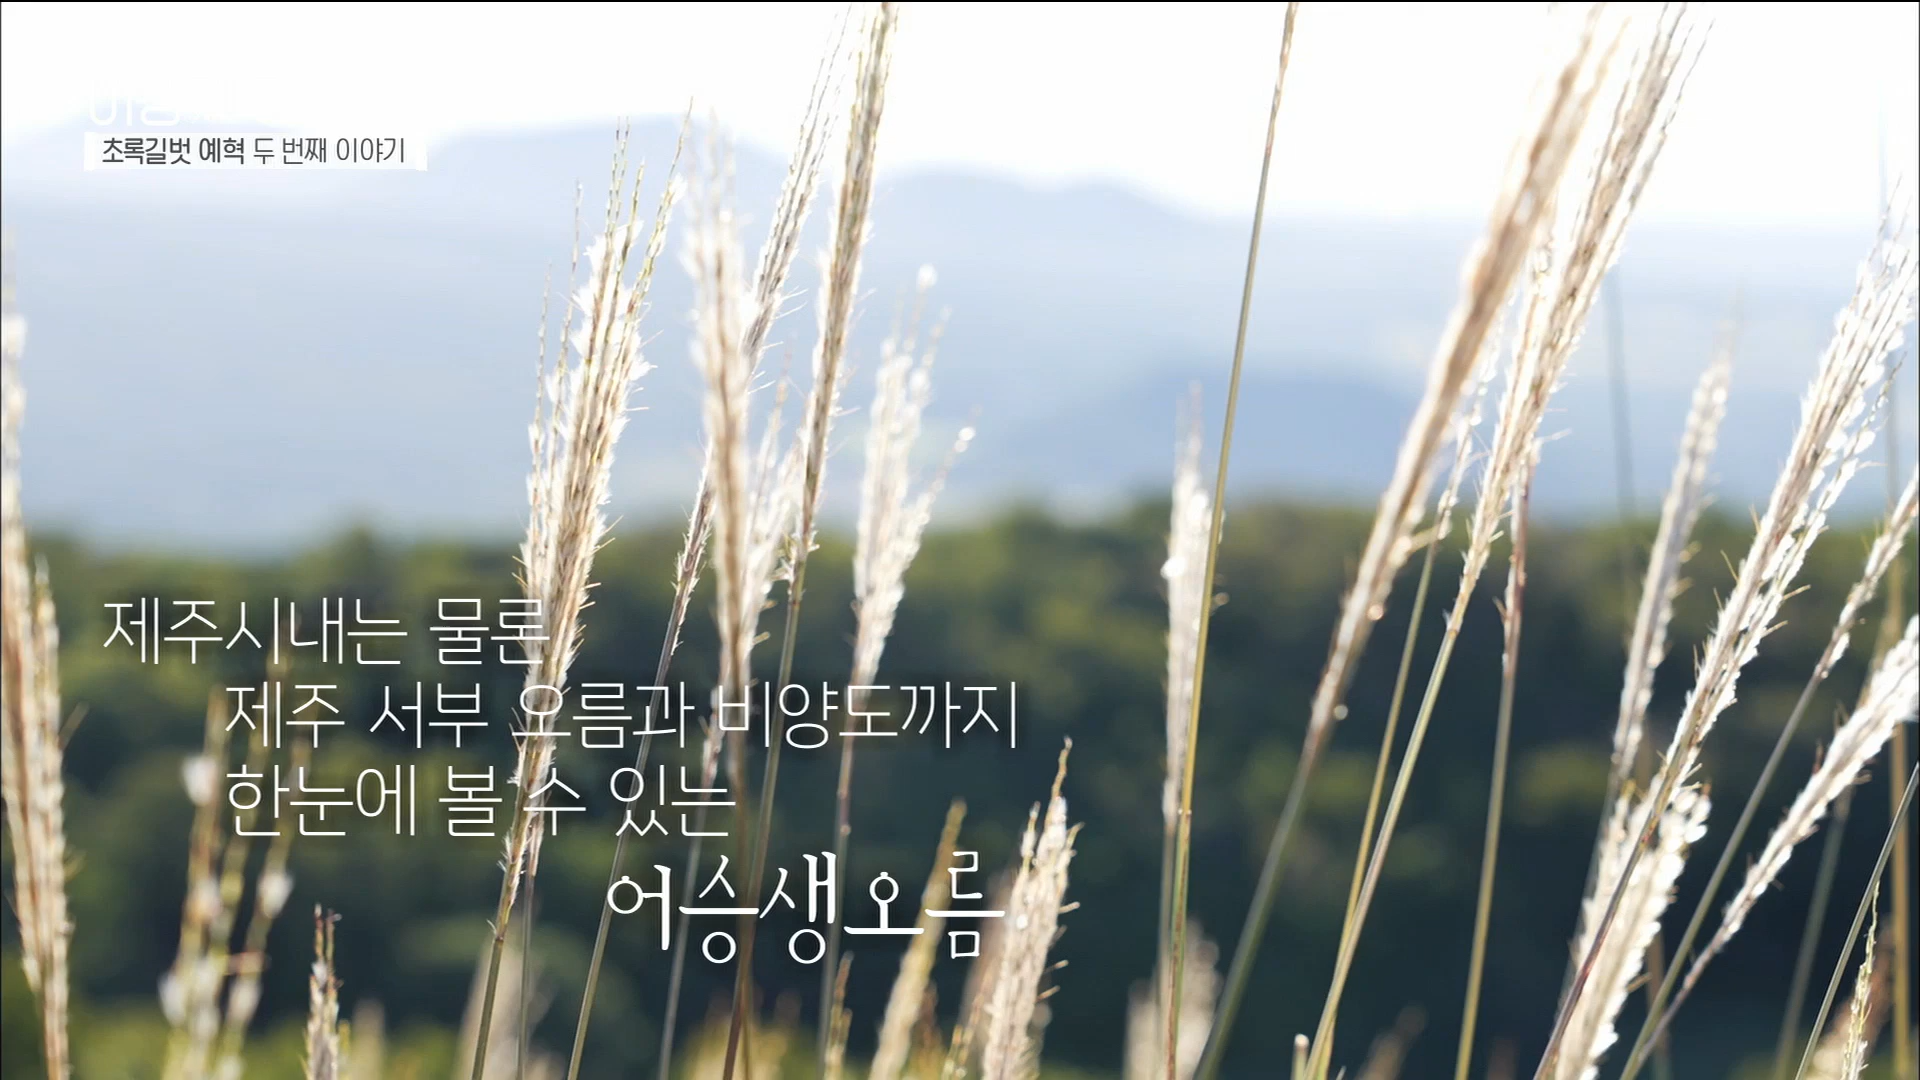 초록길벗 예혁 두 번째 이야기
제주시내는 물론
제주 서부 오름과 비양도까지
한눈에 볼 수 있는
어승생오름